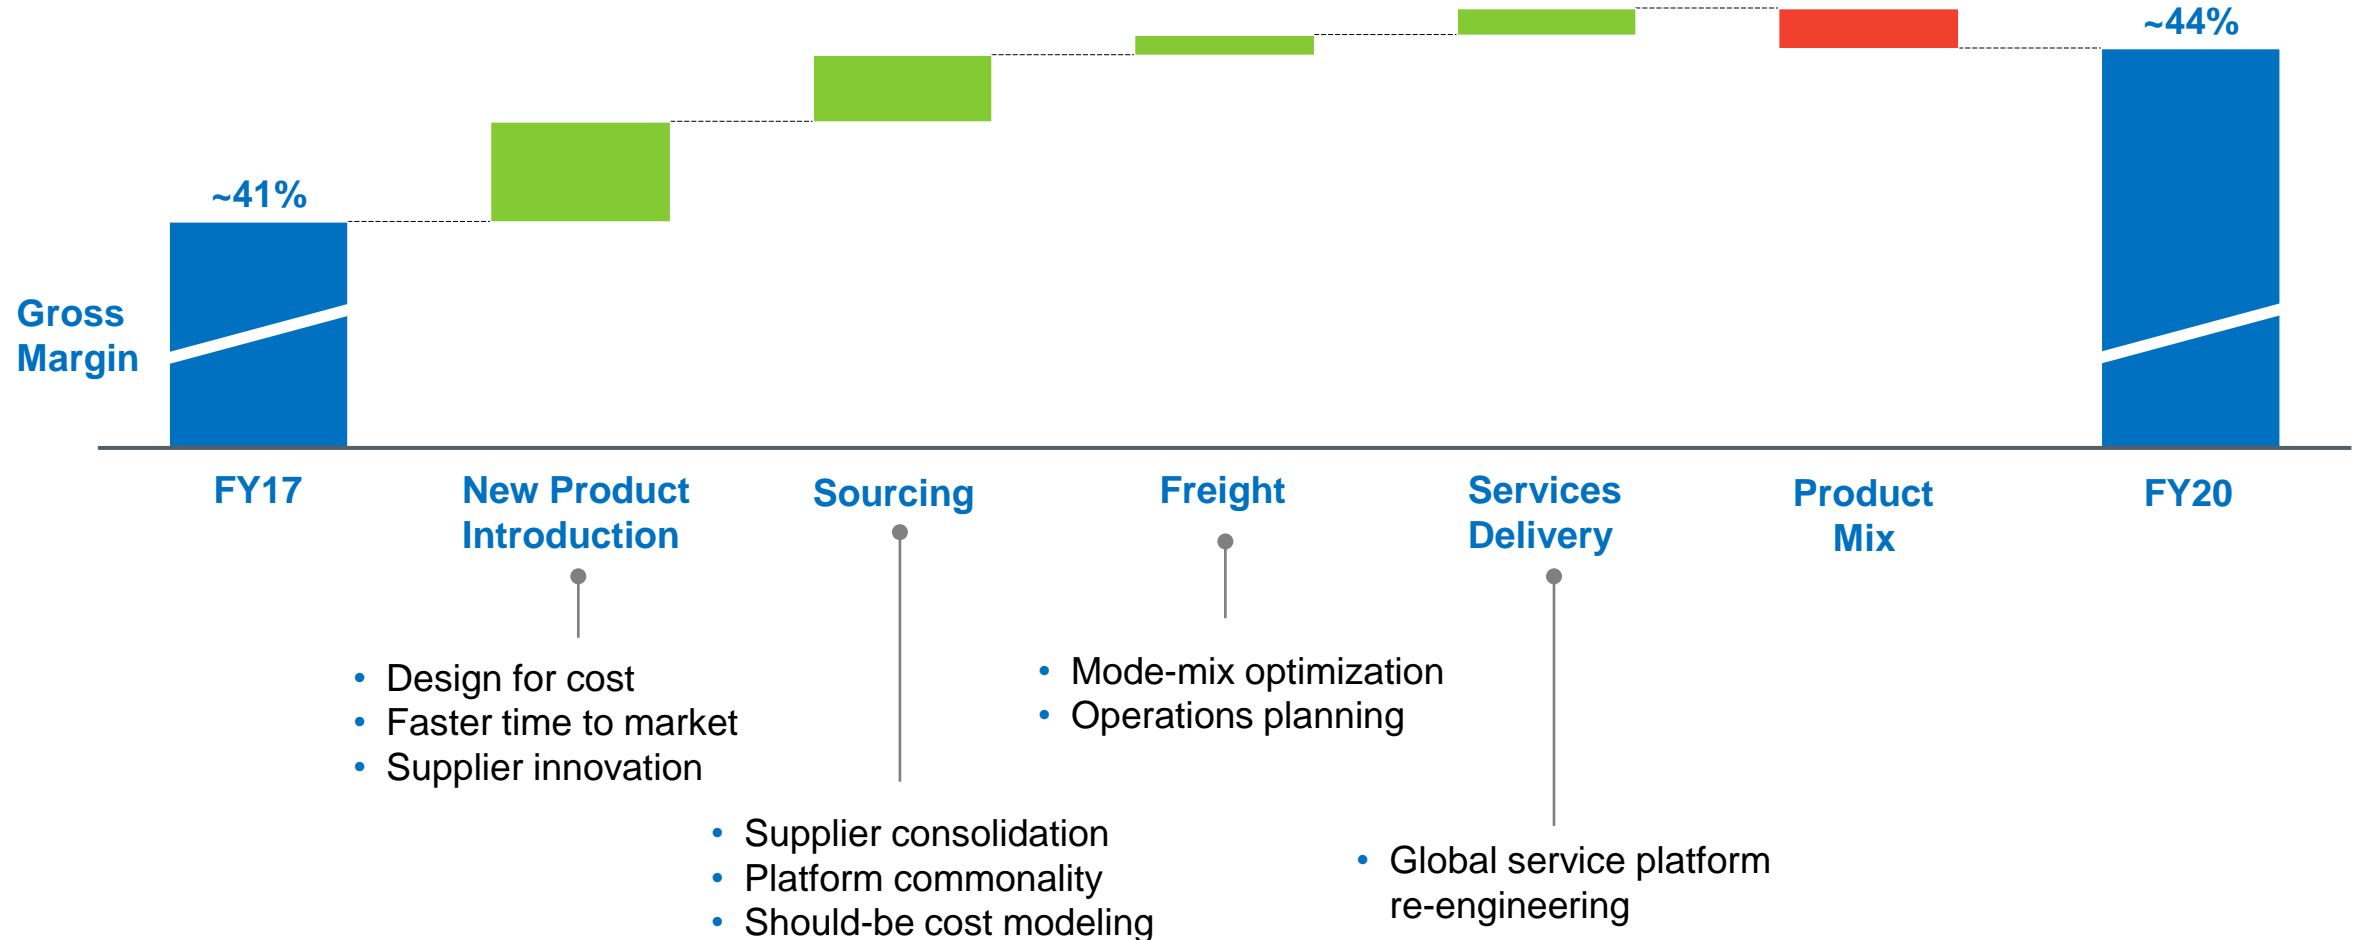 ~44%
~41%
Gross
Margin
FY17
New Product
Introduction
Sourcing
Freight
Services
Delivery
Product
Mix
FY20
• Design for cost
• Faster time to market
• Supplier innovation
• Supplier consolidation
• Platform commonality
• Should-be cost modeling
• Mode-mix optimization
• Operations planning
• Global service platform
re-engineering